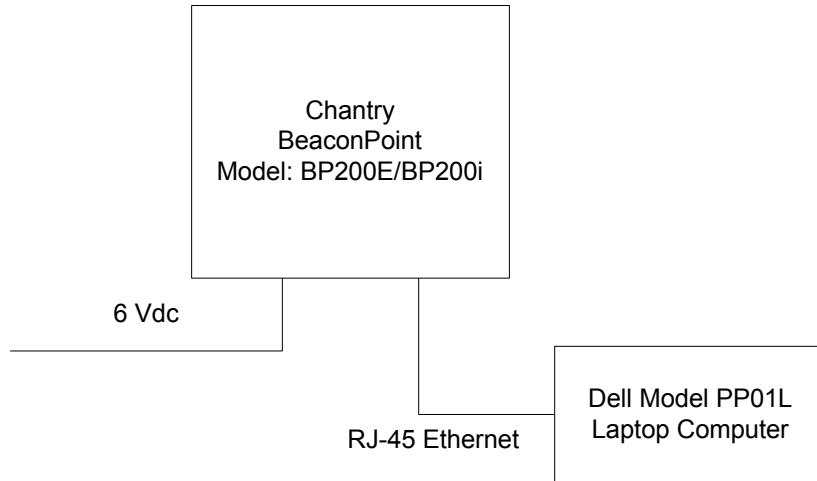 Chantry
BeaconPoint
Model: BP200E/BP200i
6 Vdc
Dell Model PP01L
Laptop Computer
RJ-45 Ethernet